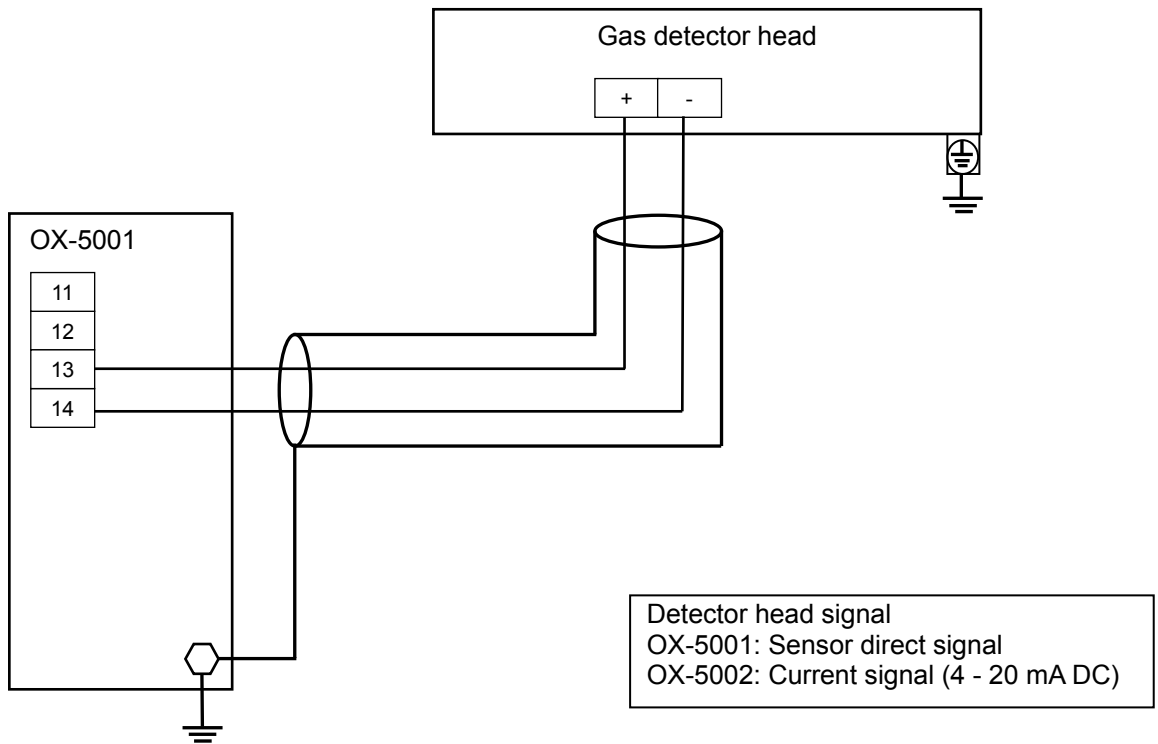 Gas detector head
+ -
OX-5001
11
12
13
14
Detector head signal
OX-5001: Sensor direct signal
OX-5002: Current signal (4 - 20 mA DC)